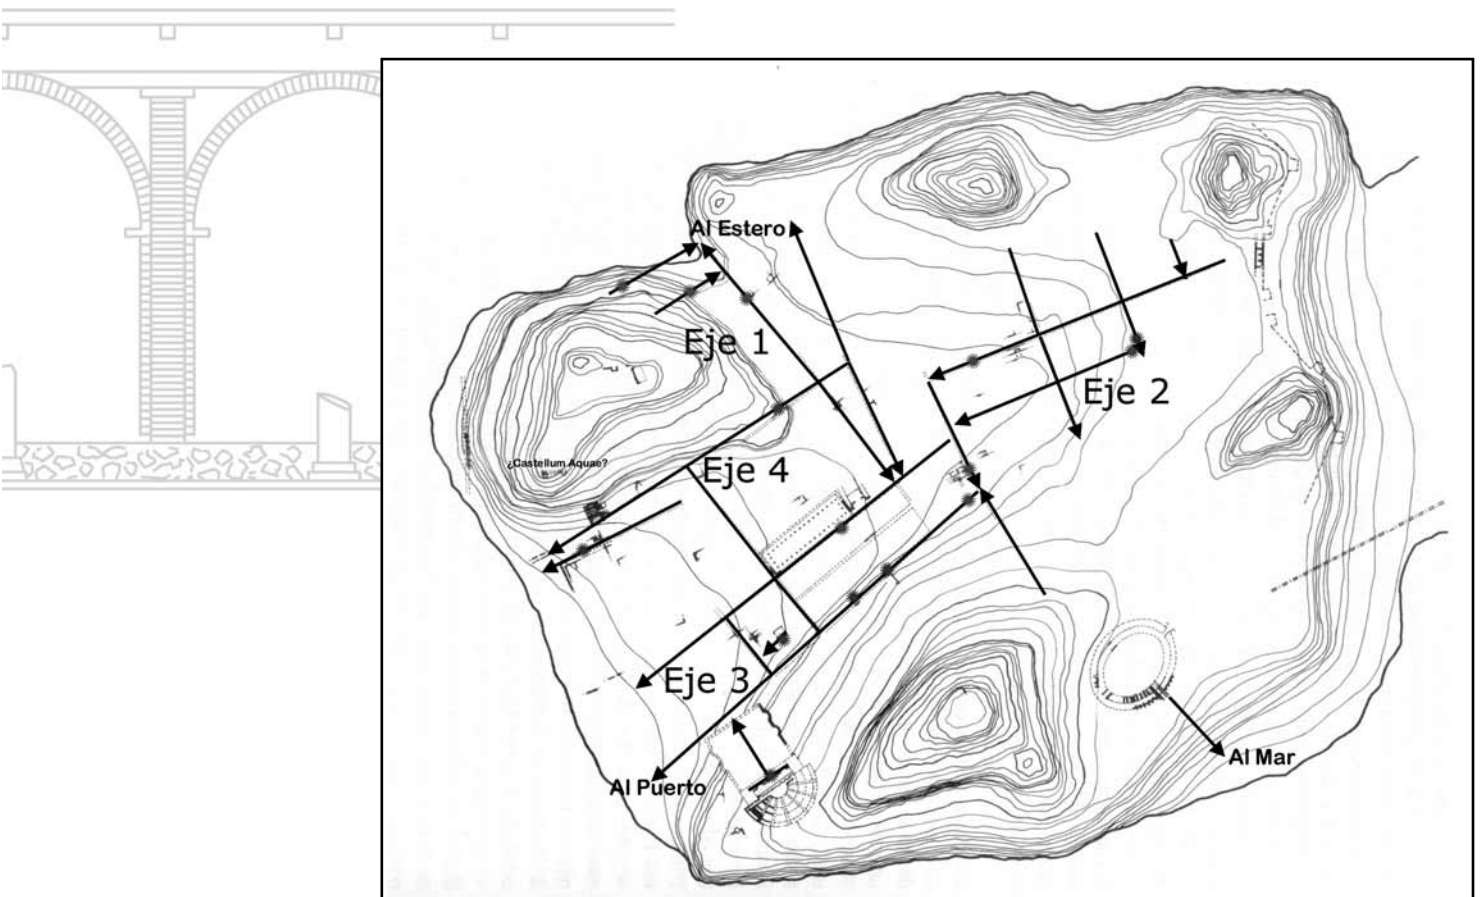 Al Estero
Eje 1
Eje 2
¿Castellum Aquae?
Eje 4
Eje 3
Al Puerto
Al Mar